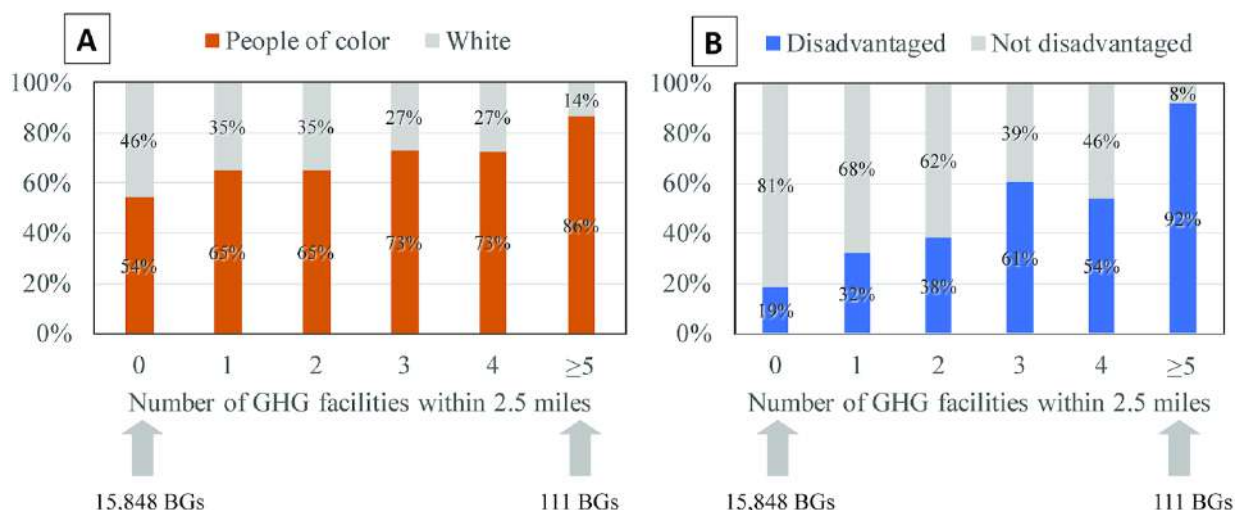 A
People of color White
100%
80%
60%
40%
20%
0%
46% 35% 35% 27% 27% 14%
54% 65% 65% 73% 73% 86%
0 1 2 3 4 ≥5
Number of GHG facilities within 2.5 miles
15,848 BGs 111 BGs
B
Disadvantaged Not disadvantaged
100%
80%
60%
40%
20%
0%
81% 68% 62% 39% 46% 8%
19% 32% 38% 61% 54% 92%
0 1 2 3 4 ≥5
Number of GHG facilities within 2.5 miles
15,848 BGs 111 BGs